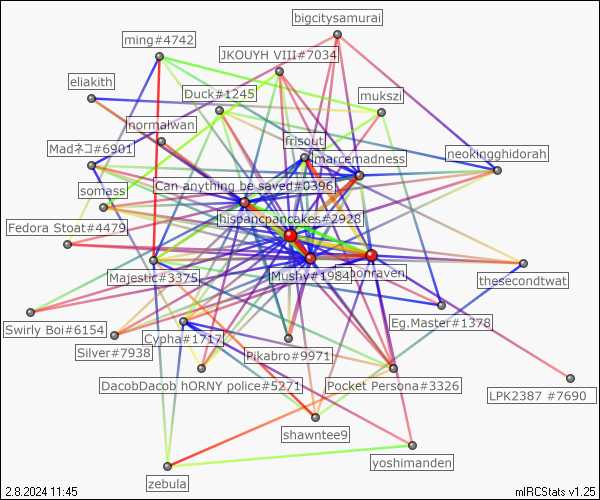 bigcitysamurai
ming#4742
JKOUYH VIII#7034
eliakith
Duck#1245
mukszi
normalwan
frisout
Madネコ#6901
marcemadness
neokingghidorah
somass
Can anything be saved#0396
hispancpancakes#2928
Fedora Stoat#4479
Majestic#3375
Mushy#1984
bonraven
thesecondtwat
Swirly Boi#6154
Cypha#1717
Eg.Master#1378
Silver#7938
Pikabro#9971
DacobDacob hORNY police#5271
Pocket Persona#3326
LPK2387 #7690
shawntee9
yoshimanden
zebula
2.8.2024 11:45
mIRCStats v1.25